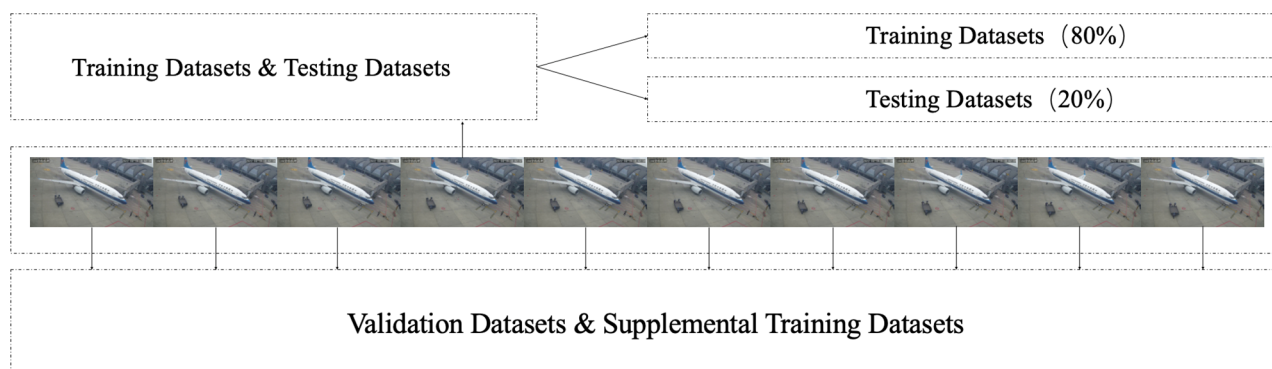 Training Datasets（80%）
Training Datasets & Testing Datasets
Testing Datasets（20%）
Validation Datasets & Supplemental Training Datasets